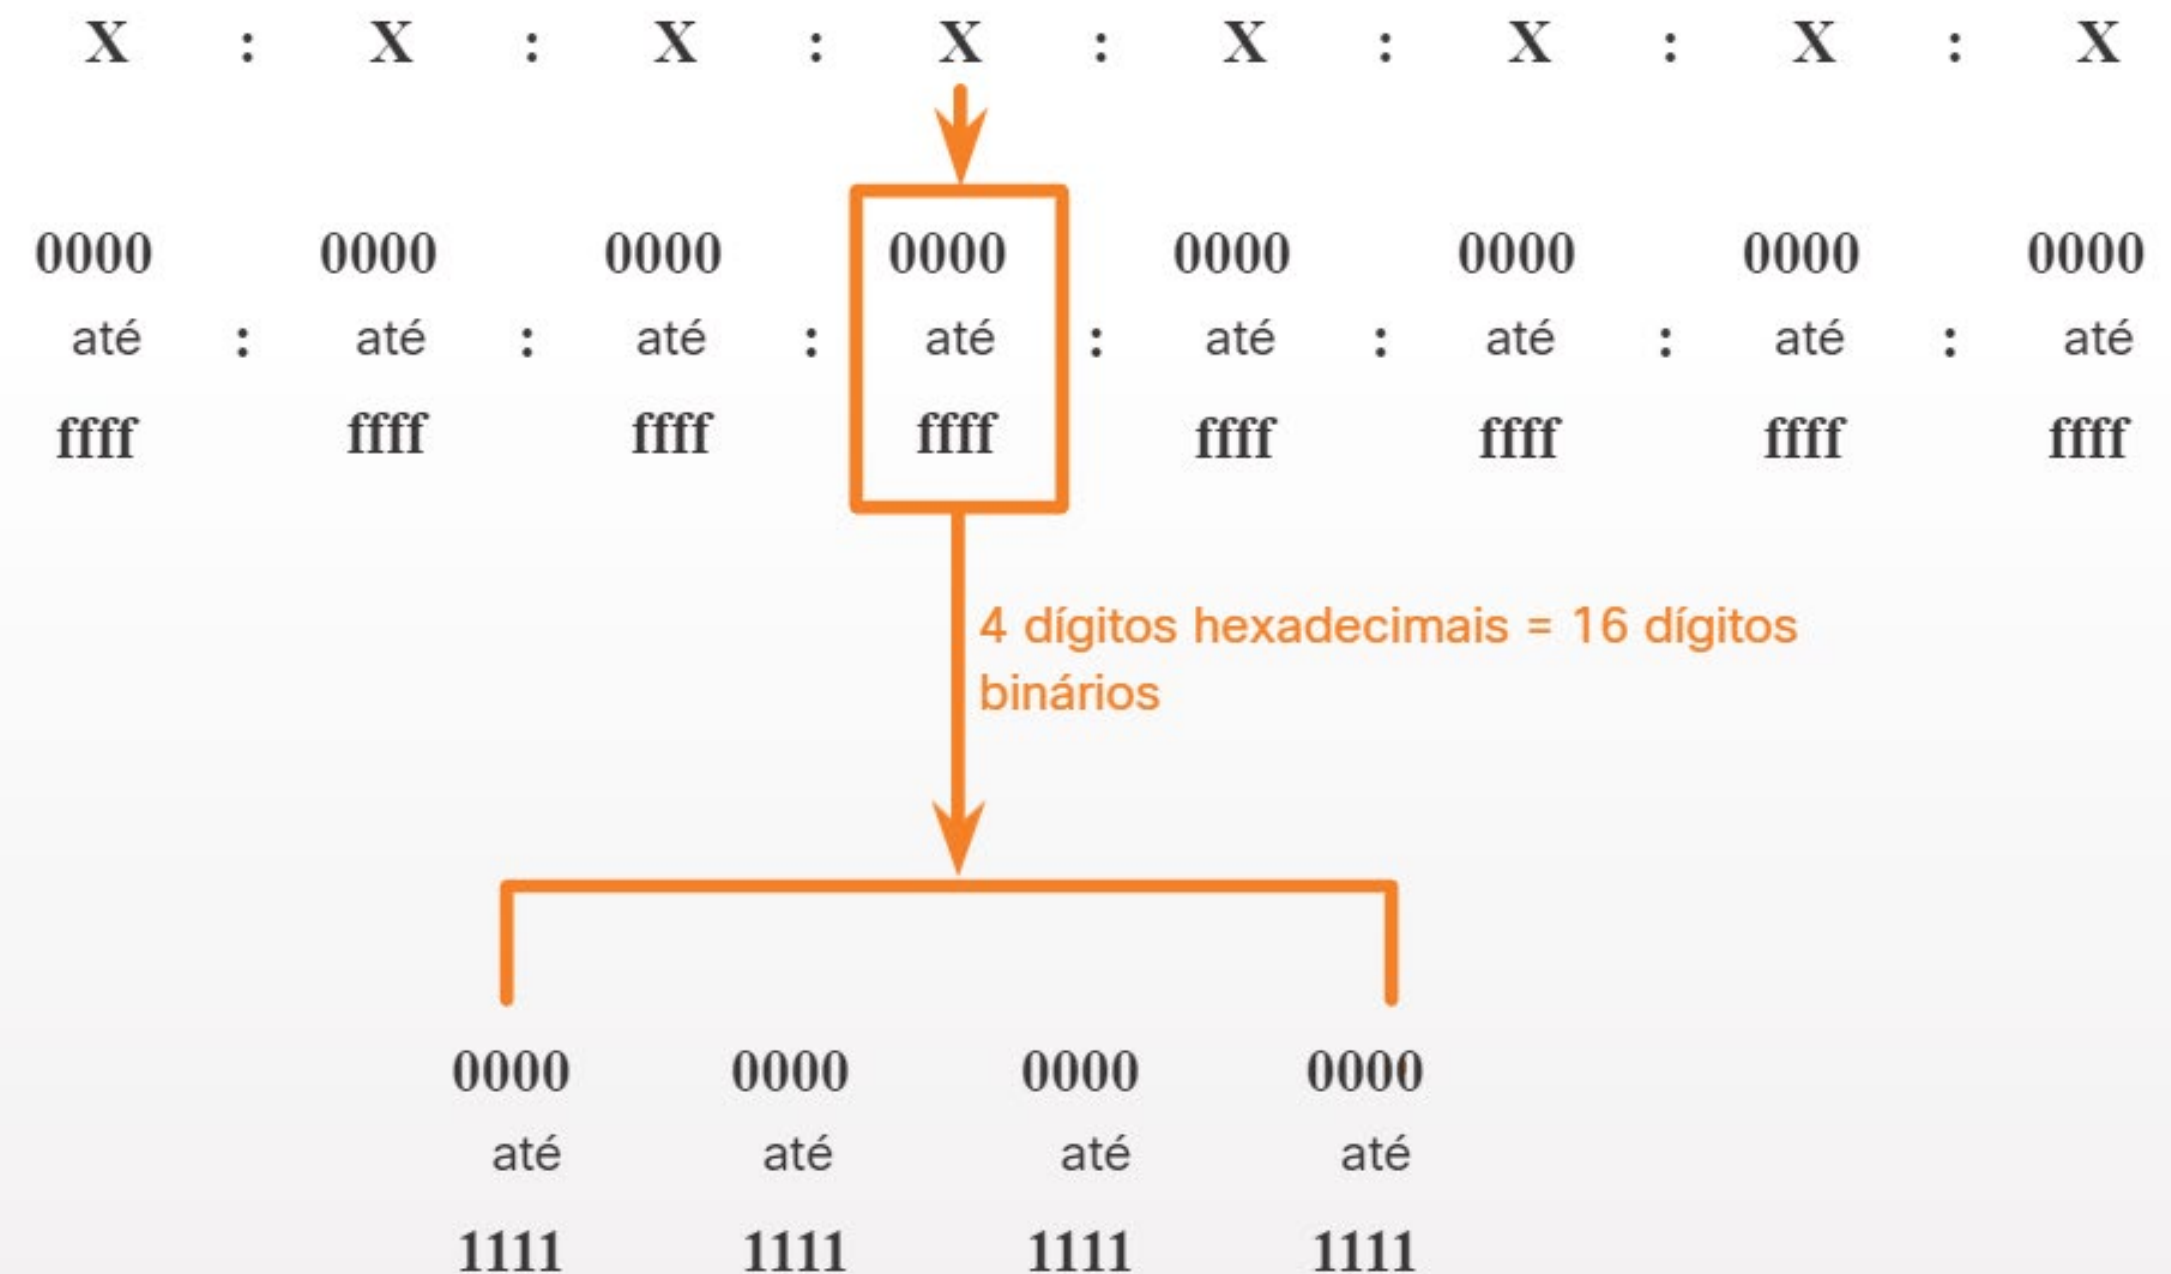 X : X : X : X : X : X : X : X
0000 0000 0000 0000 0000 0000 0000 0000
até : até : até : até : até : até : até : até
ffff ffff ffff ffff ffff ffff ffff ffff
4 dígitos hexadecimais = 16 dígitos
binários
0000 0000 0000 0000
até até até até
1111 1111 1111 1111